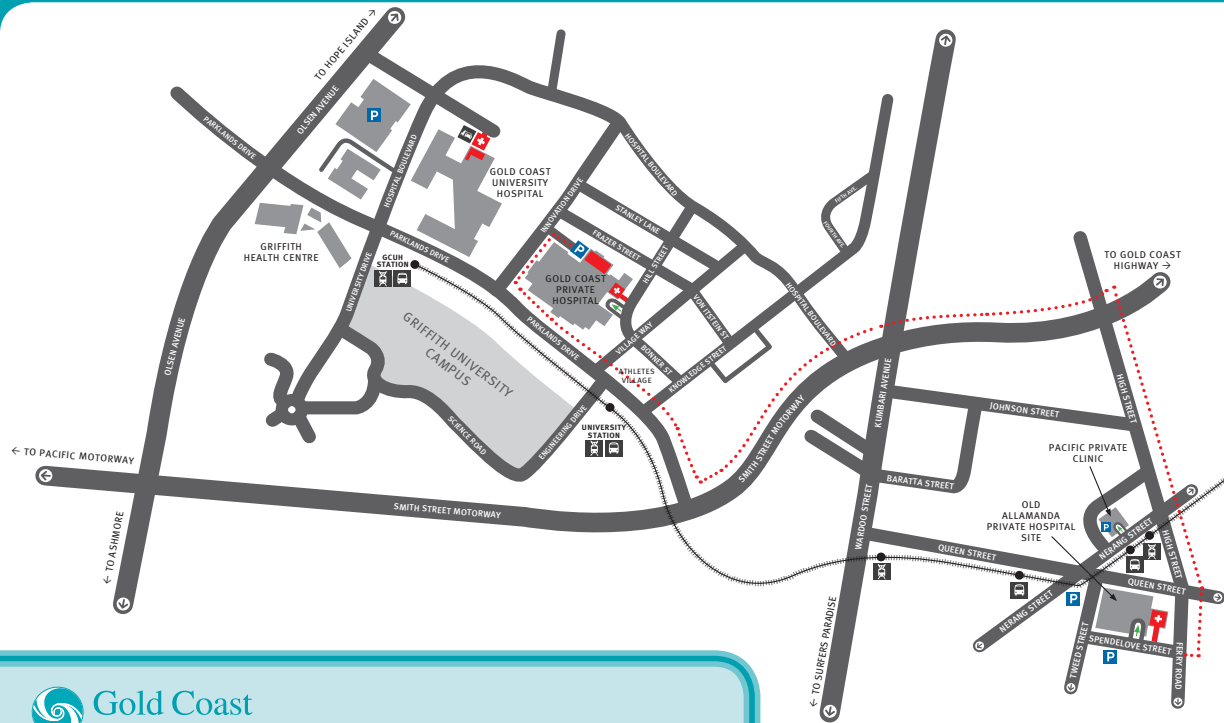 TO HOPE ISLAND →
OLSEN AVENUE
PARKLANDS DRIVE
P
HOSPITAL BOULEVARD
GOLD COAST
UNIVERSITY
HOSPITAL
INNOVATION DRIVE
HOSPITAL BOULEVARD
STANLEY LANE
FRAZER STREET
HILL STREET
FIFTH AVE
FOURTH AVE
GRIFFITH
HEALTH CENTRE
PARKLANDS DRIVE
GCUH
STATION
UNIVERSITY DRIVE
P
GOLD COAST
PRIVATE
HOSPITAL
VON ITSTEIN ST
HOSPITAL BOULEVARD
TO GOLD COAST
HIGHWAY →
GRIFFITH UNIVERSITY
CAMPUS
PARKLANDS DRIVE
VILLAGE WAY
BONNER ST
KNOWLEDGE STREET
ATHLETES
VILLAGE
OLSEN AVENUE
KUMBARI AVENUE
HIGH STREET
JOHNSON STREET
SCIENCE ROAD
ENGINEERING DRIVE
UNIVERSITY
STATION
SMITH STREET MOTORWAY
← TO PACIFIC MOTORWAY
SMITH STREET MOTORWAY
← TO ASHMORE
BARATTA STREET
WARDOO STREET
PACIFIC PRIVATE
CLINIC
OLD
ALLAMANDA
PRIVATE HOSPITAL
SITE
P
NERANG STREET
HIGH STREET
QUEEN STREET
QUEEN STREET
P
NERANG STREET
TWEED STREET
SPENDELOVE STREET
P
FERRY ROAD
← TO SURFERS PARADISE
Gold Coast